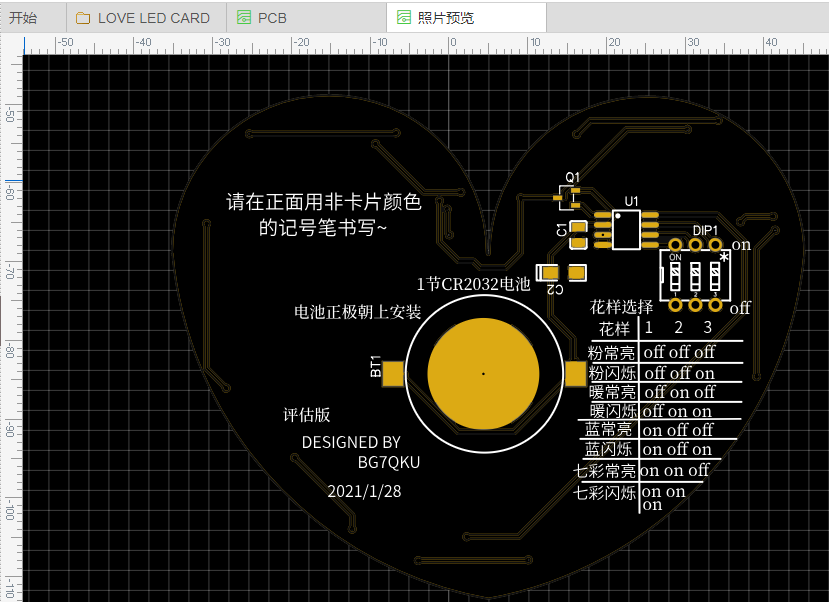 开始
LOVE LED CARD
PCB
照片预览
-50 -40 -30 -20 -10 0 10 20 30 40
-50
-60
-70
-80
-90
-100
-110
请在正面用非卡片颜色
的记号笔书写~
Q1
U1
C1
DIP1
on
ON
*
1 2 3
off
C2
1节CR2032电池
电池正极朝上安装
BT1
花样选择
花样 1 2 3
粉常亮 off off off
粉闪烁 off off on
暖常亮 off on off
暖闪烁 off on on
蓝常亮 on off off
蓝闪烁 on off on
七彩常亮 on on off
七彩闪烁 on on
on
评估版
DESIGNED BY
BG7QKU
2021/1/28